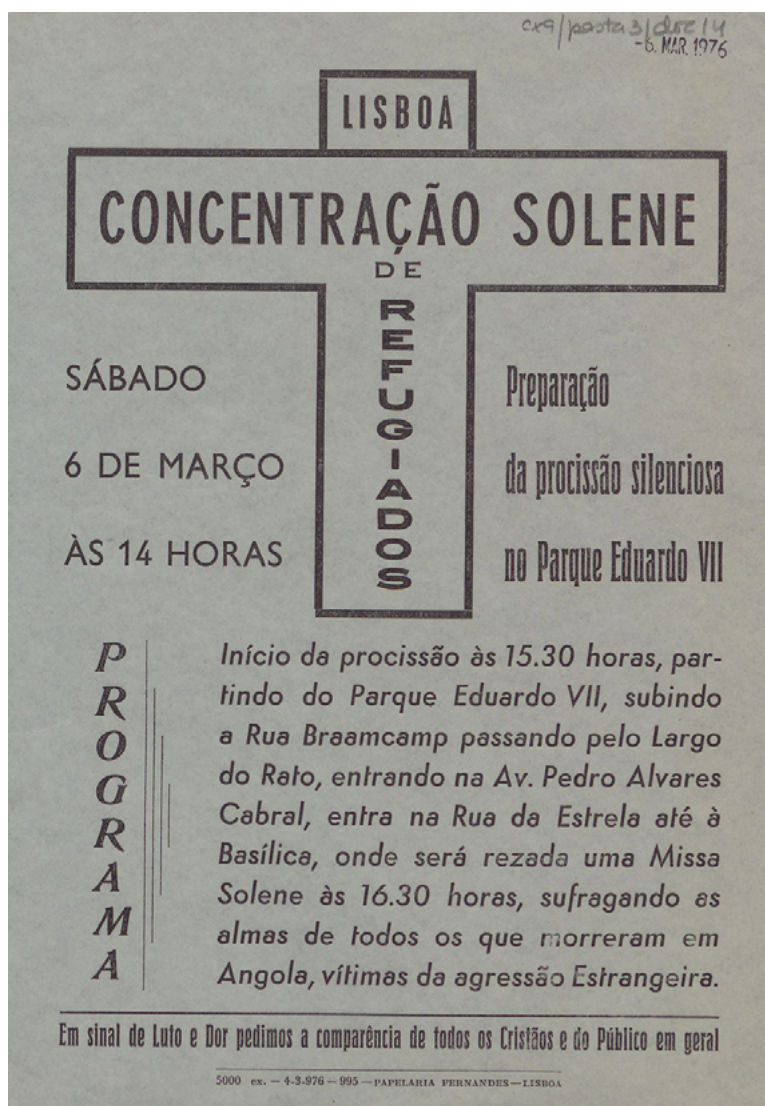 cx9/pasta3/doc14
-6. MAR. 1976
LISBOA
CONCENTRAÇÃO SOLENE
DE
REFUGIADOS
SÁBADO
6 DE MARÇO
ÀS 14 HORAS
Preparação
da procissão silenciosa
no Parque Eduardo VII
PROGRAMA
Início da procissão às 15.30 horas, par-
tindo do Parque Eduardo VII, subindo
a Rua Braamcamp passando pelo Largo
do Rato, entrando na Av. Pedro Alvares
Cabral, entra na Rua da Estrela até à
Basílica, onde será rezada uma Missa
Solene às 16.30 horas, sufragando as
almas de todos os que morreram em
Angola, vítimas da agressão Estrangeira.
Em sinal de Luto e Dor pedimos a comparência de todos os Cristãos e do Público em geral
5000 ex. — 4-3-976 — 995 — PAPELARIA FERNANDES — LISBOA